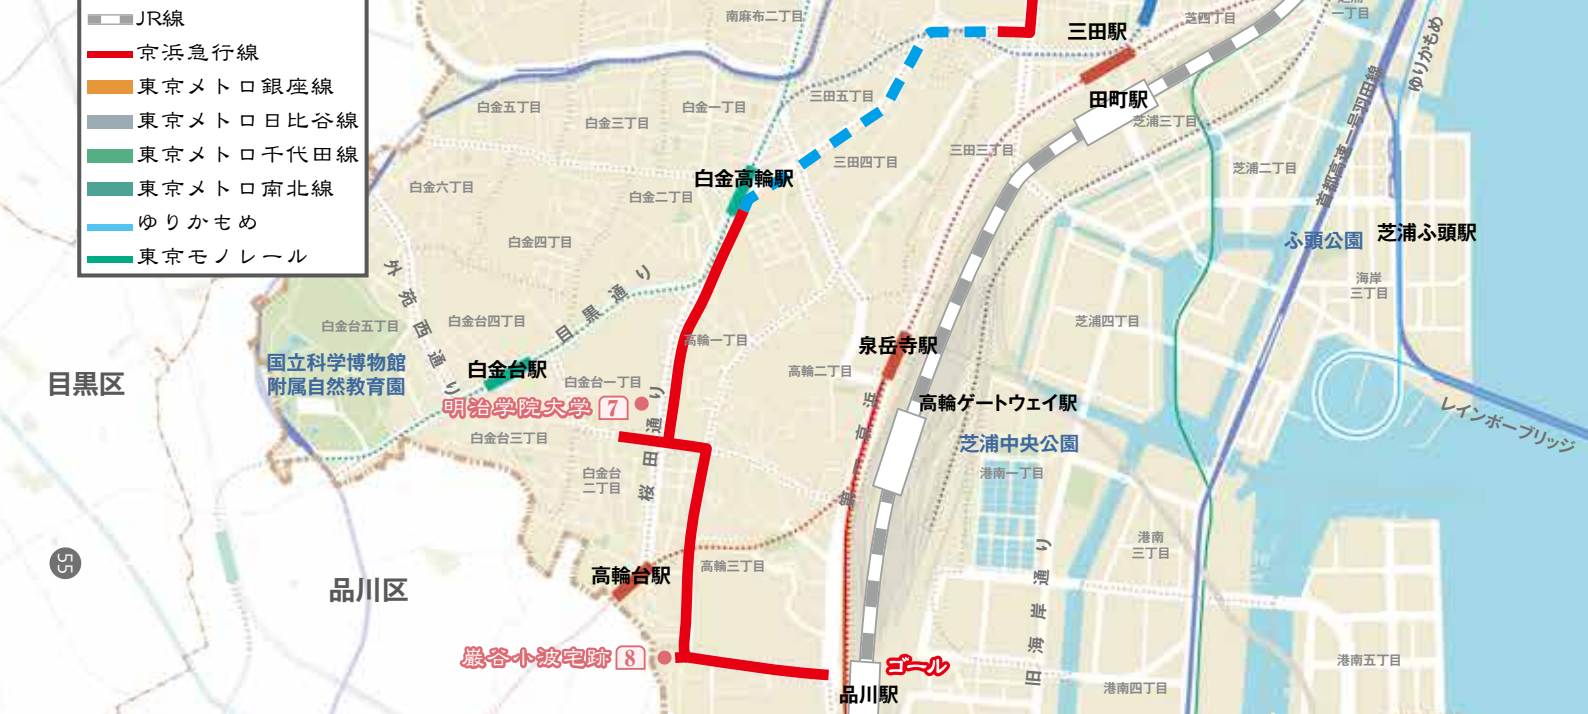 JR線
京浜急行線
東京メトロ銀座線
東京メトロ日比谷線
東京メトロ千代田線
東京メトロ南北線
ゆりかもめ
東京モノレール
南麻布二丁目
三田駅
芝四丁目
一丁目
ゆりかもめ
首都高速一号羽田線
田町駅
芝浦三丁目
白金五丁目
白金三丁目
白金一丁目
三田五丁目
三田四丁目
三田三丁目
芝浦二丁目
白金六丁目
白金二丁目
白金高輪駅
白金四丁目
ふ頭公園
芝浦ふ頭駅
海岸
三丁目
外苑西通り
目黒通り
白金台五丁目
白金台四丁目
国立科学博物館
附属自然教育園
目黒区
白金台駅
白金台一丁目
明治学院大学 7
白金台三丁目
白金台
二丁目
桜田通り
高輪一丁目
高輪二丁目
泉岳寺駅
芝浦四丁目
高輪ゲートウェイ駅
芝浦中央公園
港南一丁目
レインボーブリッジ
港南
三丁目
旧海岸通り
55
品川区
高輪台駅
高輪三丁目
巌谷小波宅跡 8
ゴール
品川駅
港南四丁目
港南五丁目